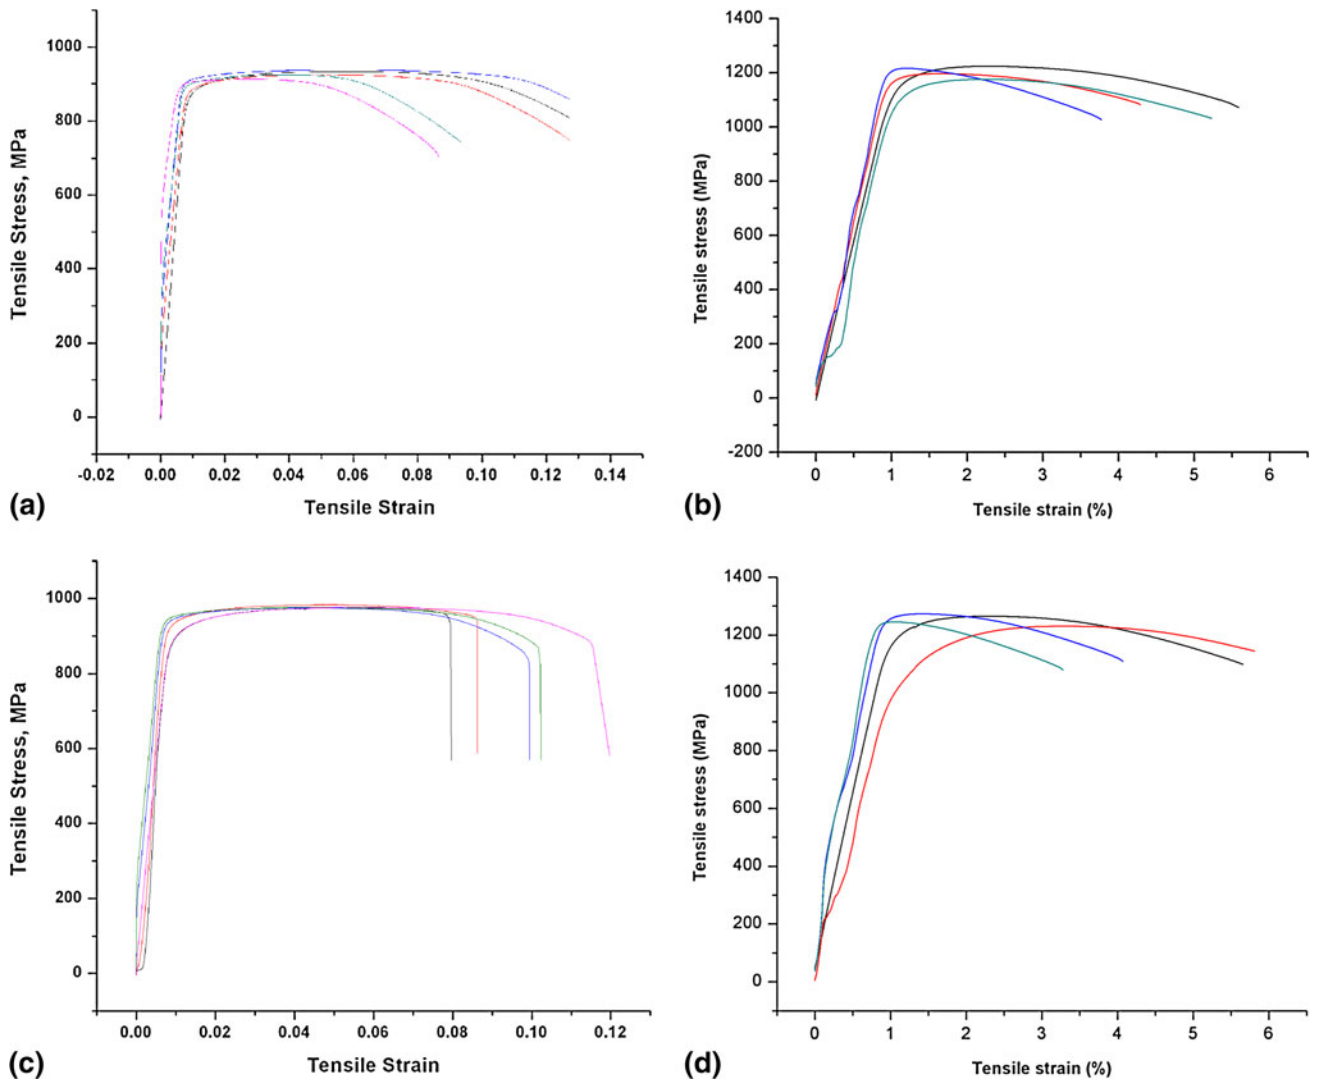 1000
800
600
400
200
0
-0.02 0.00 0.02 0.04 0.06 0.08 0.10 0.12 0.14
Tensile Stress, MPa
Tensile Strain
(a)
1400
1200
1000
800
600
400
200
0
-200
0 1 2 3 4 5 6
Tensile stress (MPa)
Tensile strain (%)
(b)
1000
800
600
400
200
0
0.00 0.02 0.04 0.06 0.08 0.10 0.12
Tensile Stress, MPa
Tensile Strain
(c)
1400
1200
1000
800
600
400
200
0
0 1 2 3 4 5 6
Tensile stress (MPa)
Tensile strain (%)
(d)